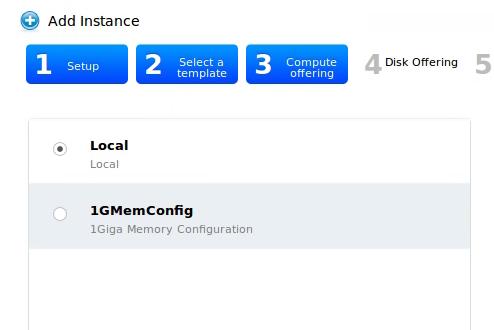 Add Instance
1 Setup 2 Select a template 3 Compute offering 4 Disk Offering 5
Local
Local
1GMemConfig
1Giga Memory Configuration